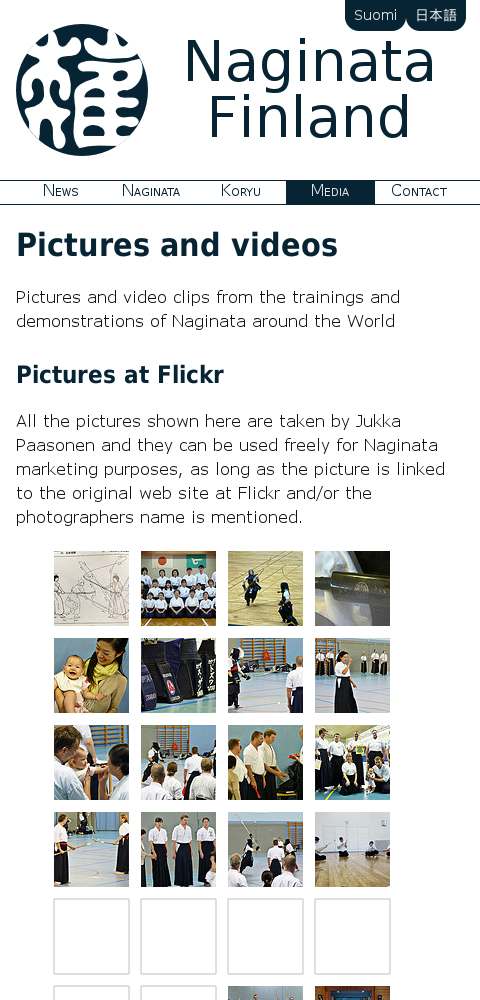 Suomi 日本語
Naginata
Finland
News Naginata Koryu Media Contact
Pictures and videos
Pictures and video clips from the trainings and
demonstrations of Naginata around the World
Pictures at Flickr
All the pictures shown here are taken by Jukka
Paasonen and they can be used freely for Naginata
marketing purposes, as long as the picture is linked
to the original web site at Flickr and/or the
photographers name is mentioned.